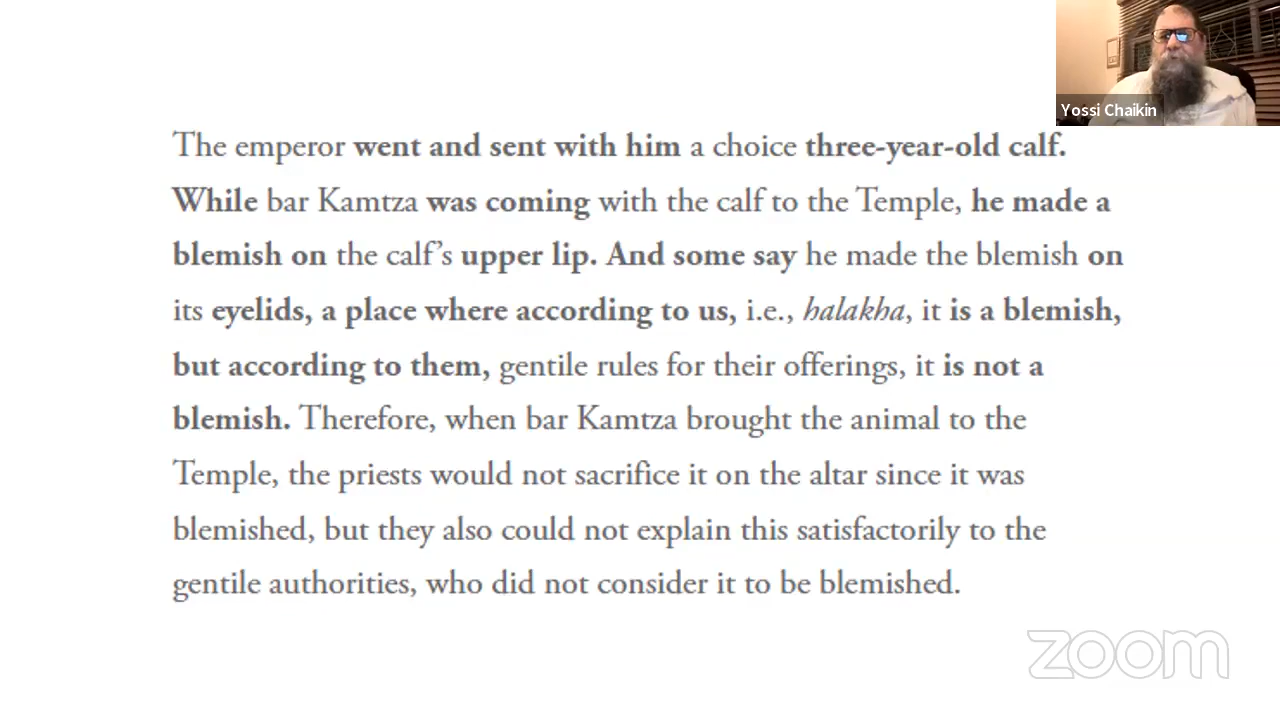 Yossi Chaikin
The emperor went and sent with him a choice three-year-old calf.
While bar Kamtza was coming with the calf to the Temple, he made a
blemish on the calf’s upper lip. And some say he made the blemish on
its eyelids, a place where according to us, i.e., halakha, it is a blemish,
but according to them, gentile rules for their offerings, it is not a
blemish. Therefore, when bar Kamtza brought the animal to the
Temple, the priests would not sacrifice it on the altar since it was
blemished, but they also could not explain this satisfactorily to the
gentile authorities, who did not consider it to be blemished.
zoom